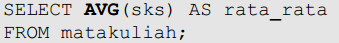 SELECT AVG(sks) AS rata_rata
FROM matakuliah;